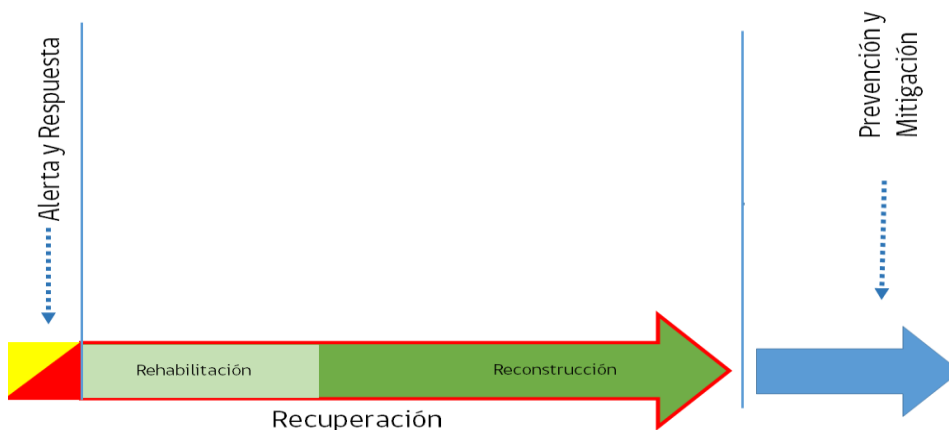 Alerta y Respuesta
Prevención y
Mitigación
Rehabilitación
Reconstrucción
Recuperación